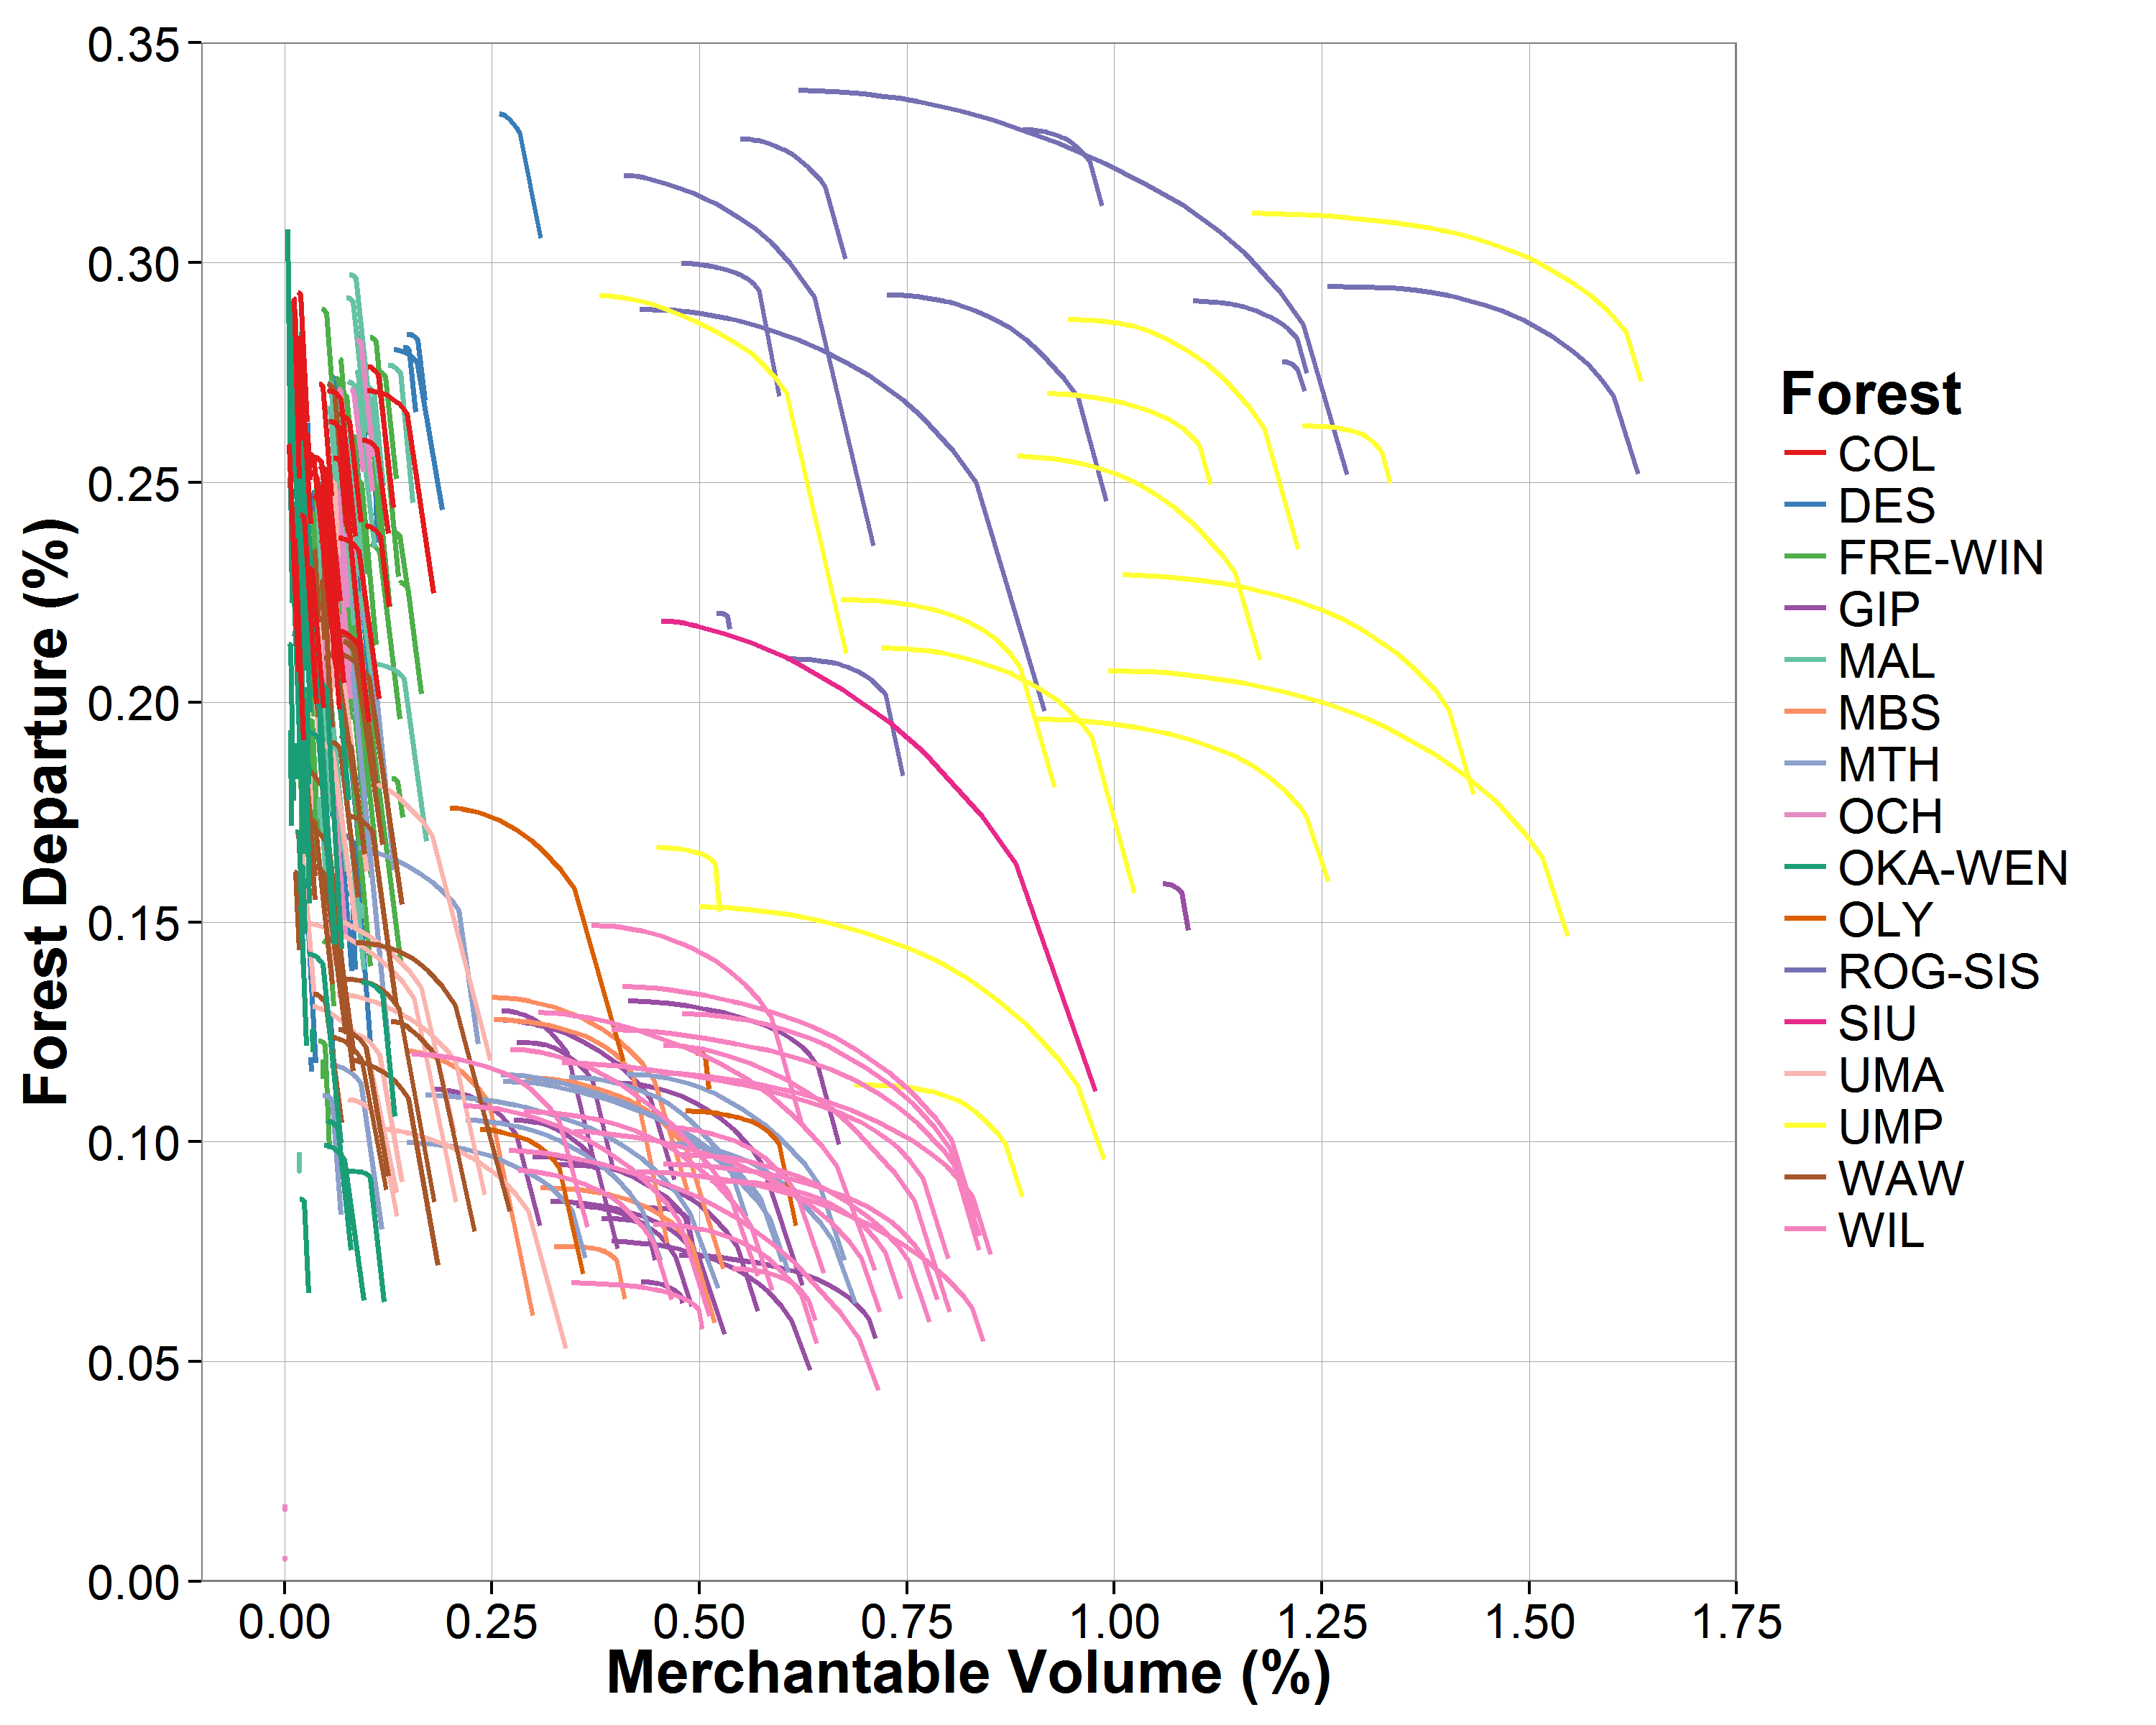 0.35
0.30
0.25
0.20
0.15
0.10
0.05
0.00
Forest Departure (%)
0.00 0.25 0.50 0.75 1.00 1.25 1.50 1.75
Merchantable Volume (%)
Forest
COL
DES
FRE-WIN
GIP
MAL
MBS
MTH
OCH
OKA-WEN
OLY
ROG-SIS
SIU
UMA
UMP
WAW
WIL